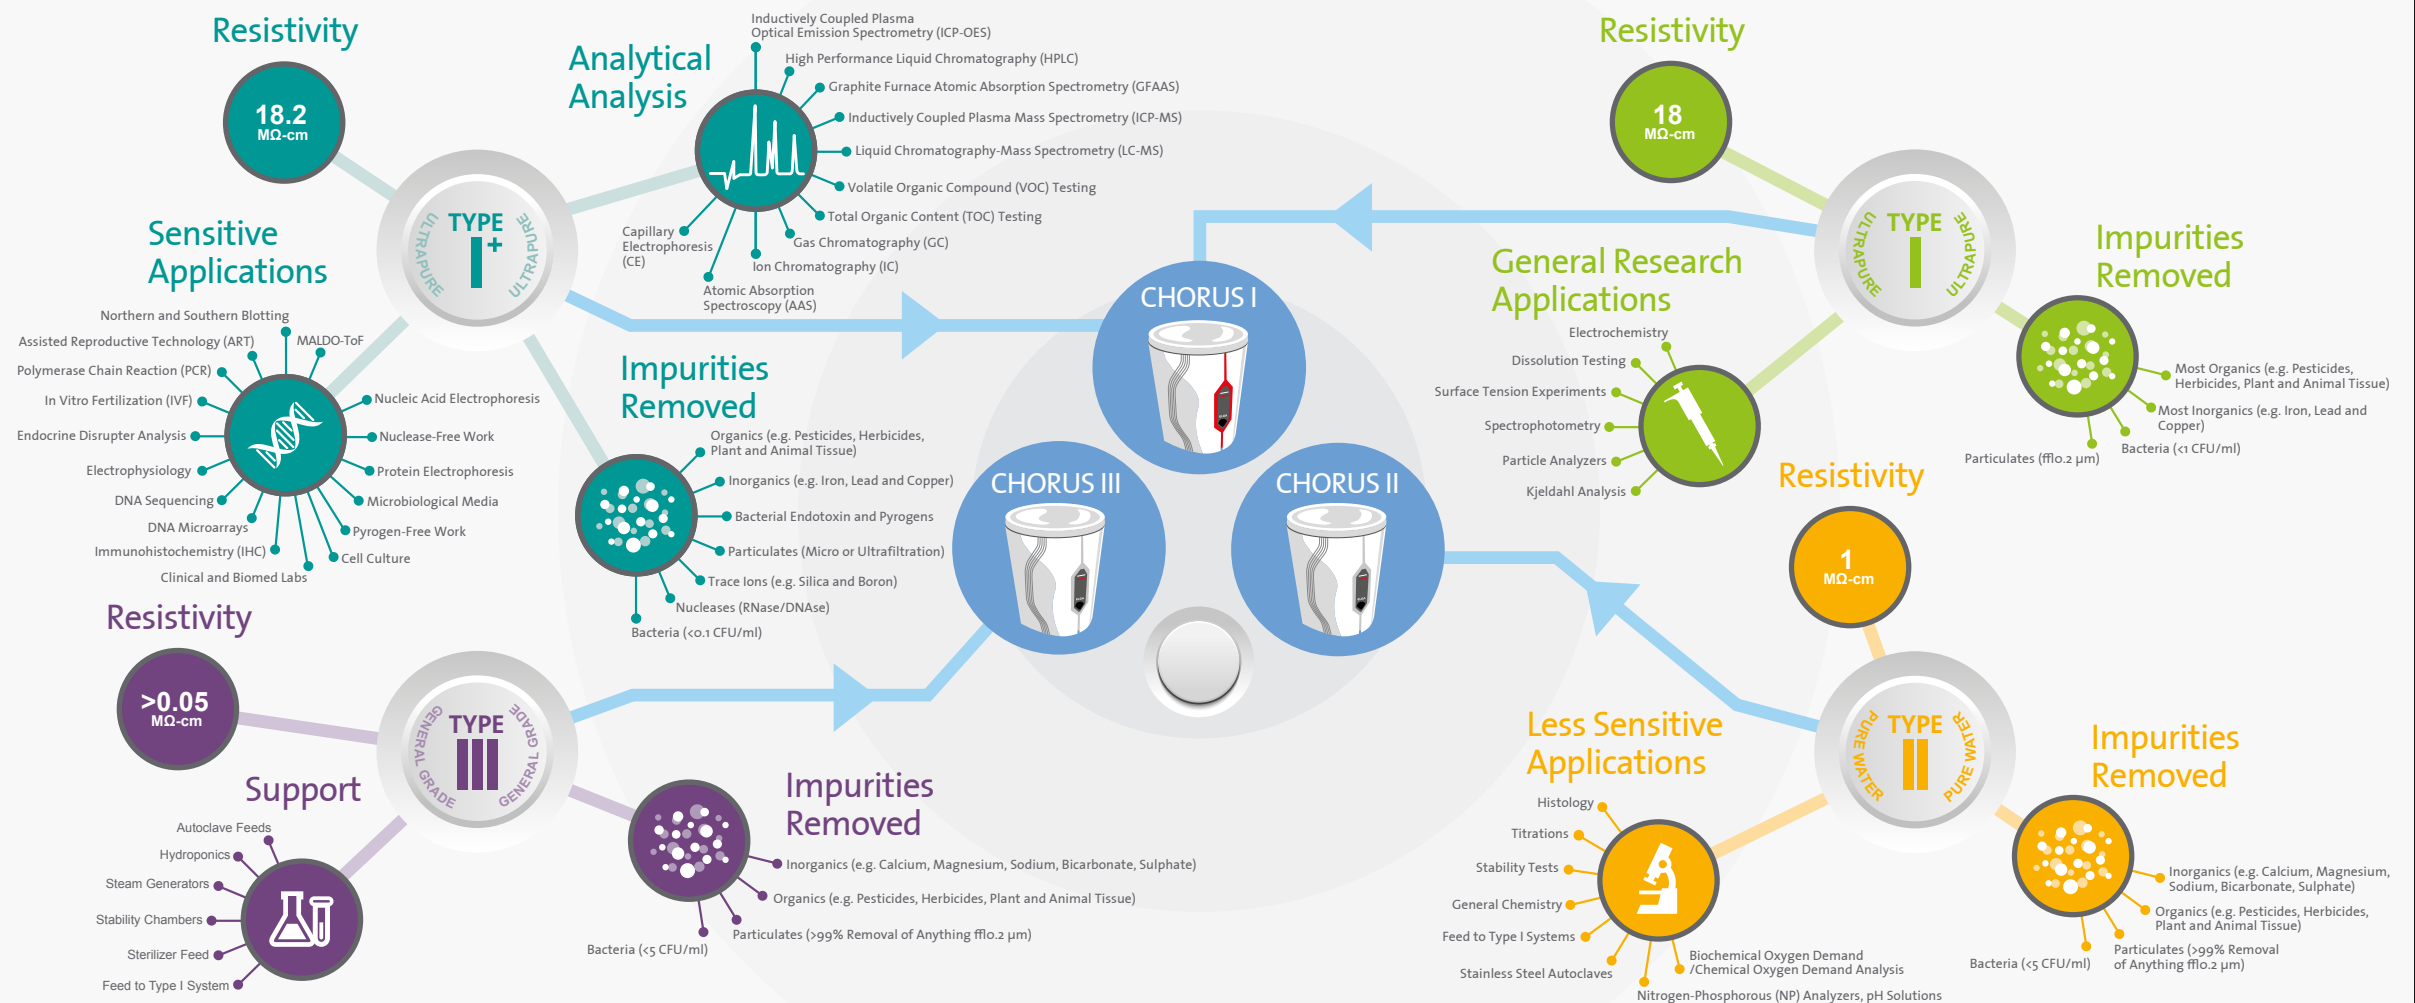 Resistivity
18.2
MΩ-cm
Sensitive
Applications
Northern and Southern Blotting
Assisted Reproductive Technology (ART)
MALDO-ToF
Polymerase Chain Reaction (PCR)
In Vitro Fertilization (IVF)
Endocrine Disrupter Analysis
Electrophysiology
DNA Sequencing
DNA Microarrays
Immunohistochemistry (IHC)
Clinical and Biomed Labs
Nucleic Acid Electrophoresis
Nuclease-Free Work
Protein Electrophoresis
Microbiological Media
Pyrogen-Free Work
Cell Culture
ULTRAPURE
TYPE
I+
ULTRAPURE
Analytical
Analysis
Inductively Coupled Plasma
Optical Emission Spectrometry (ICP-OES)
High Performance Liquid Chromatography (HPLC)
Graphite Furnace Atomic Absorption Spectrometry (GFAAS)
Inductively Coupled Plasma Mass Spectrometry (ICP-MS)
Liquid Chromatography-Mass Spectrometry (LC-MS)
Volatile Organic Compound (VOC) Testing
Total Organic Content (TOC) Testing
Gas Chromatography (GC)
Ion Chromatography (IC)
Capillary
Electrophoresis
(CE)
Atomic Absorption
Spectroscopy (AAS)
Impurities
Removed
Organics (e.g. Pesticides, Herbicides,
Plant and Animal Tissue)
Inorganics (e.g. Iron, Lead and Copper)
Bacterial Endotoxin and Pyrogens
Particulates (Micro or Ultrafiltration)
Trace Ions (e.g. Silica and Boron)
Nucleases (RNase/DNAse)
Bacteria (<0.1 CFU/ml)
CHORUS I
CHORUS III
CHORUS II
Resistivity
18
MΩ-cm
ULTRAPURE
TYPE
I
ULTRAPURE
General Research
Applications
Electrochemistry
Dissolution Testing
Surface Tension Experiments
Spectrophotometry
Particle Analyzers
Kjeldahl Analysis
Impurities
Removed
Most Organics (e.g. Pesticides,
Herbicides, Plant and Animal Tissue)
Most Inorganics (e.g. Iron, Lead and
Copper)
Bacteria (<1 CFU/ml)
Particulates (ffl0.2 µm)
Resistivity
1
MΩ-cm
PURE WATER
TYPE
II
PURE WATER
Less Sensitive
Applications
Histology
Titrations
Stability Tests
General Chemistry
Feed to Type I Systems
Stainless Steel Autoclaves
Biochemical Oxygen Demand
/Chemical Oxygen Demand Analysis
Nitrogen-Phosphorous (NP) Analyzers, pH Solutions
Impurities
Removed
Inorganics (e.g. Calcium, Magnesium,
Sodium, Bicarbonate, Sulphate)
Organics (e.g. Pesticides, Herbicides,
Plant and Animal Tissue)
Particulates (>99% Removal
of Anything ffl0.2 µm)
Bacteria (<5 CFU/ml)
Resistivity
>0.05
MΩ-cm
GENERAL GRADE
TYPE
III
GENERAL GRADE
Support
Autoclave Feeds
Hydroponics
Steam Generators
Stability Chambers
Sterilizer Feed
Feed to Type I System
Impurities
Removed
Inorganics (e.g. Calcium, Magnesium, Sodium, Bicarbonate, Sulphate)
Organics (e.g. Pesticides, Herbicides, Plant and Animal Tissue)
Particulates (>99% Removal of Anything ffl0.2 µm)
Bacteria (<5 CFU/ml)